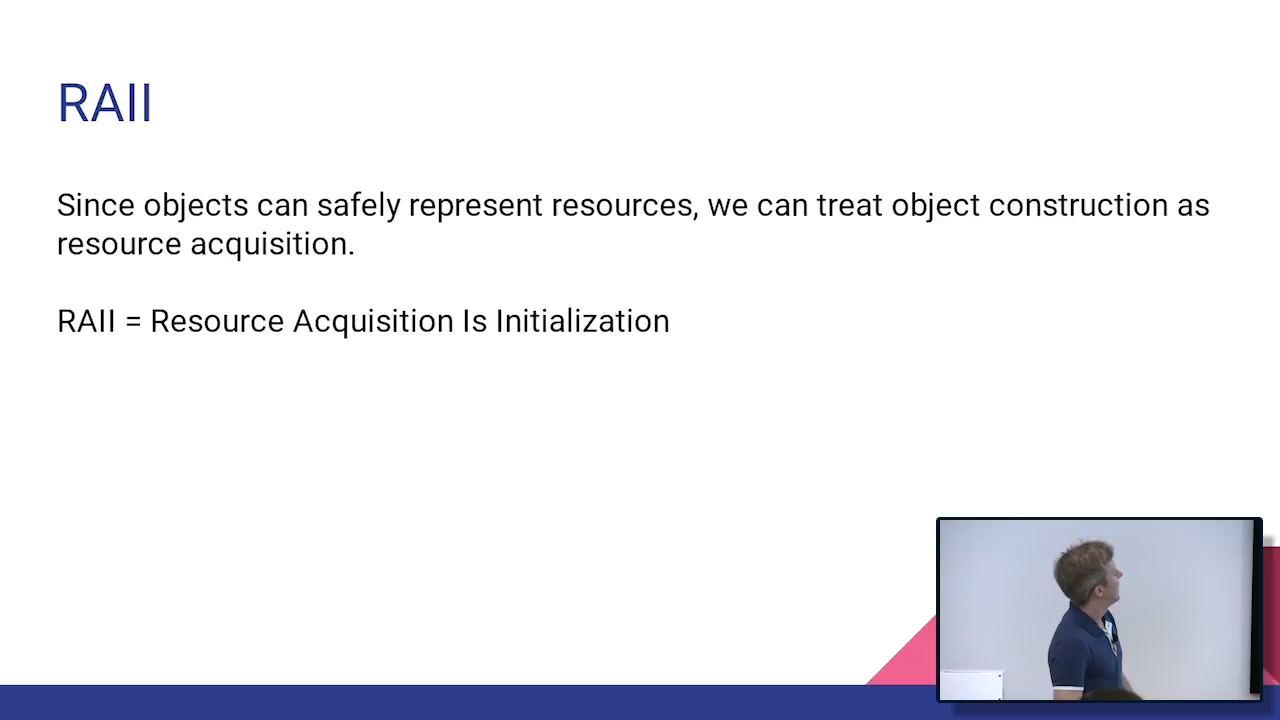 RAII
Since objects can safely represent resources, we can treat object construction as
resource acquisition.
RAII = Resource Acquisition Is Initialization